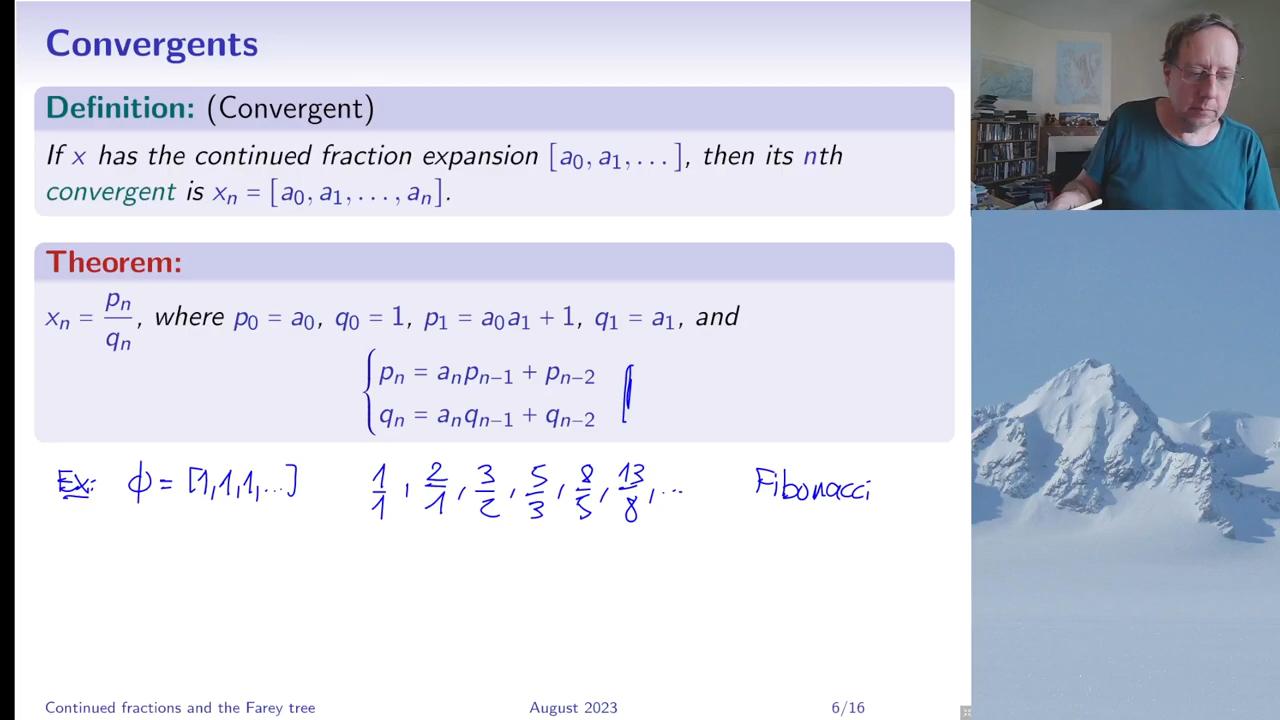 Convergents
Definition: (Convergent)
If x has the continued fraction expansion [a₀, a₁, . . . ], then its nth
convergent is xₙ = [a₀, a₁, . . . , aₙ].
Theorem:
xₙ = pₙ/qₙ, where p₀ = a₀, q₀ = 1, p₁ = a₀a₁ + 1, q₁ = a₁, and
pₙ = aₙpₙ₋₁ + pₙ₋₂
qₙ = aₙqₙ₋₁ + qₙ₋₂
Ex: ϕ = [1,1,1,...] 1/1, 2/1, 3/2, 5/3, 8/5, 13/8, ... Fibonacci
Continued fractions and the Farey tree August 2023 6/16